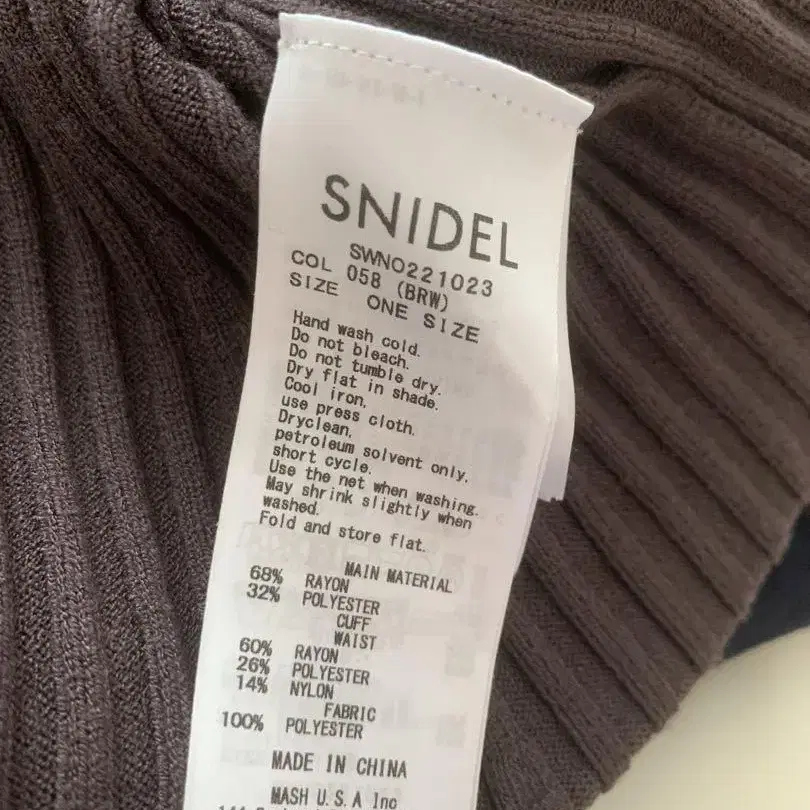 SNIDEL
SWNO221023
COL 058 (BRW)
SIZE ONE SIZE
Hand wash cold.
Do not bleach.
Do not tumble dry.
Dry flat in shade.
Cool iron,
use press cloth.
Dryclean,
petroleum solvent only,
short cycle.
Use the net when washing.
May shrink slightly when
washed.
Fold and store flat.
MAIN MATERIAL
68% RAYON
32% POLYESTER
CUFF
WAIST
60% RAYON
26% POLYESTER
14% NYLON
FABRIC
100% POLYESTER
MADE IN CHINA
MASH U.S.A Inc